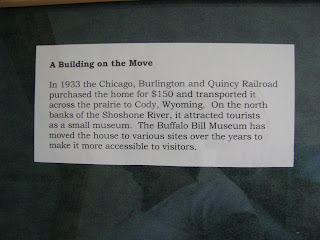 A Building on the Move
In 1933 the Chicago, Burlington and Quincy Railroad
purchased the home for $150 and transported it
across the prairie to Cody, Wyoming.  On the north
banks of the Shoshone River, it attracted tourists
as a small museum.  The Buffalo Bill Museum has
moved the house to various sites over the years to
make it more accessible to visitors.